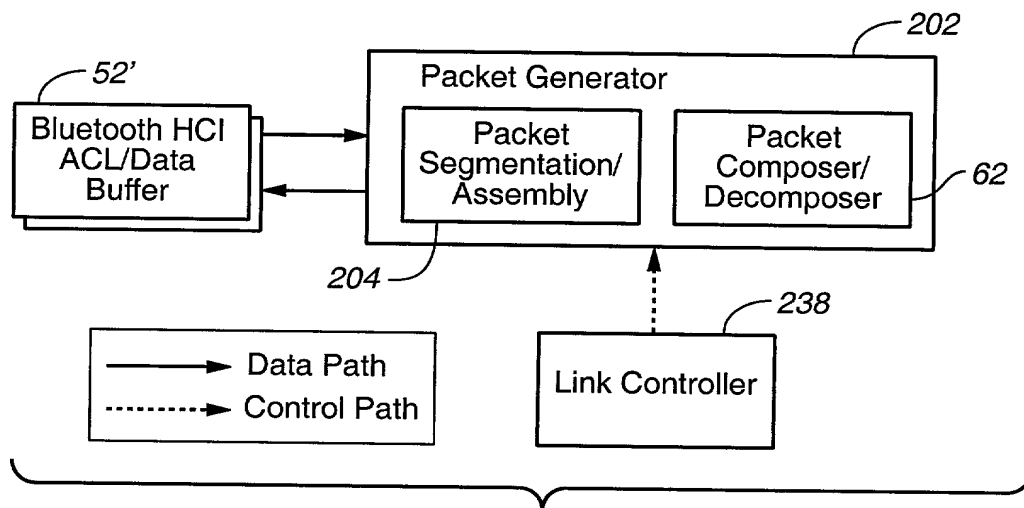 202
52'
Packet Generator
Bluetooth HCI
ACL/Data
Buffer
Packet
Segmentation/
Assembly
Packet
Composer/
Decomposer
62
204
238
Data Path
Control Path
Link Controller